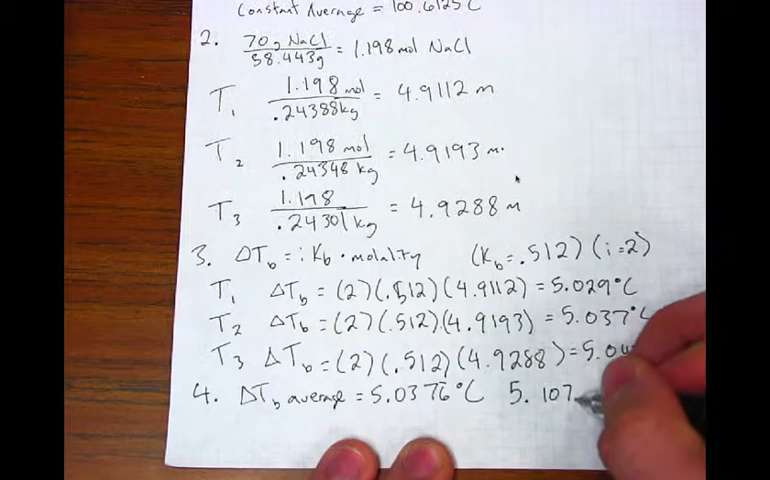 Constant Average = 100.6125 C
2. 70g NaCl / 58.443g = 1.198 mol NaCl
T₁ 1.198 mol / .24388kg = 4.9112 m
T₂ 1.198 mol / .24348 kg = 4.9193 m.
T₃ 1.198 / .24301 kg = 4.9288 m
3. ΔTb = i Kb · molality (Kb = .512) (i = 2)
T₁ ΔTb = (2)(.512)(4.9112) = 5.029°C
T₂ ΔTb = (2)(.512)(4.9193) = 5.037°C
T₃ ΔTb = (2)(.512)(4.9288) = 5.04
4. ΔTb average = 5.0376°C 5. 107